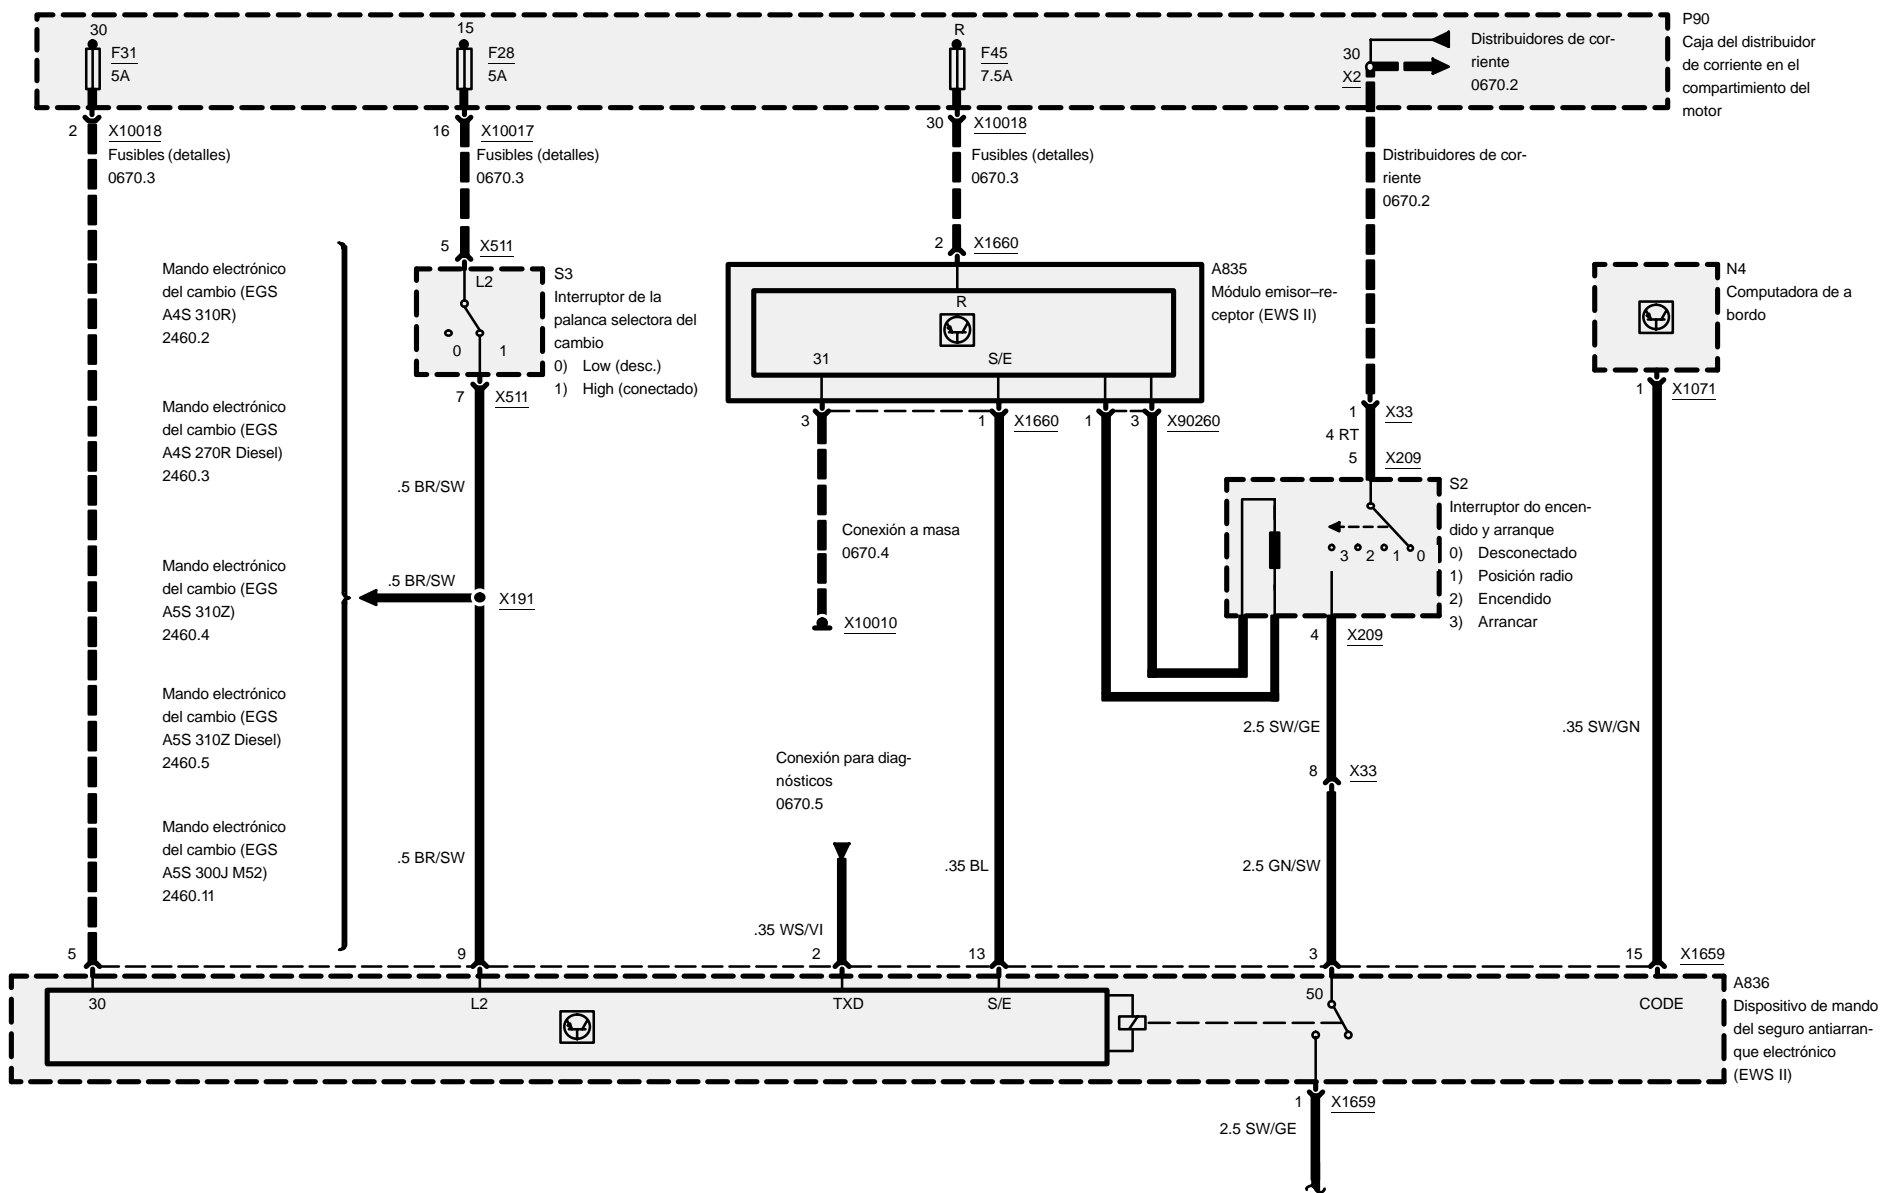 30
F31
5A
15
F28
5A
R
F45
7.5A
30
X2
Distribuidores de cor-
riente
0670.2
P90
Caja del distribuidor
de corriente en el
compartimiento del
motor
2
X10018
Fusibles (detalles)
0670.3
16
X10017
Fusibles (detalles)
0670.3
30
X10018
Fusibles (detalles)
0670.3
Distribuidores de cor-
riente
0670.2
Mando electrónico
del cambio (EGS
A4S 310R)
2460.2
Mando electrónico
del cambio (EGS
A4S 270R Diesel)
2460.3
Mando electrónico
del cambio (EGS
A5S 310Z)
2460.4
Mando electrónico
del cambio (EGS
A5S 310Z Diesel)
2460.5
Mando electrónico
del cambio (EGS
A5S 300J M52)
2460.11
5
X511
L2
0
1
S3
Interruptor de la
palanca selectora del
cambio
0) Low (desc.)
1) High (conectado)
7
X511
.5 BR/SW
.5 BR/SW
X191
.5 BR/SW
2
X1660
R
31
S/E
A835
Módulo emisor–re-
ceptor (EWS II)
3
1
X1660
1
3
X90260
Conexión a masa
0670.4
X10010
Conexión para diag-
nósticos
0670.5
.35 WS/VI
.35 BL
1
X33
4 RT
5
X209
3
2
1
0
S2
Interruptor do encen-
dido y arranque
0) Desconectado
1) Posición radio
2) Encendido
3) Arrancar
4
X209
2.5 SW/GE
8
X33
2.5 GN/SW
N4
Computadora de a
bordo
1
X1071
.35 SW/GN
5
9
2
13
3
15
X1659
30
L2
TXD
S/E
50
CODE
A836
Dispositivo de mando
del seguro antiarran-
que electrónico
(EWS II)
1
X1659
2.5 SW/GE